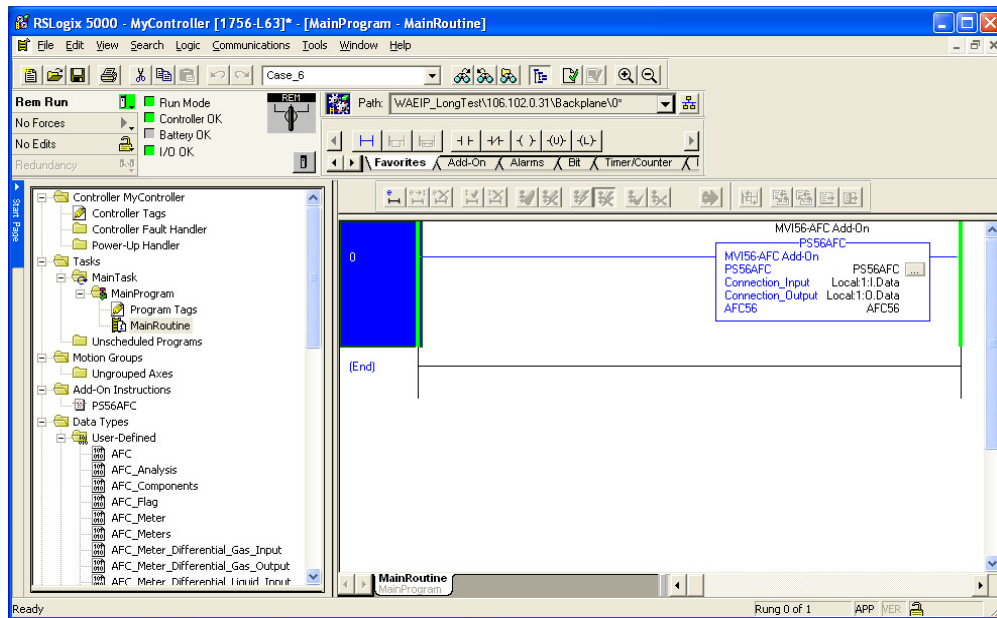 RSLogix 5000 - MyController [1756-L63]* - [MainProgram - MainRoutine]
File Edit View Search Logic Communications Tools Window Help
Case_6
Rem Run
Run Mode
REM
Path: WAEIP_LongTest\106.102.0.31\Backplane\0*
No Forces
Controller OK
Battery OK
No Edits
I/O OK
Redundancy
Favorites Add-On Alarms Bit Timer/Counter
Start Page
Controller MyController
Controller Tags
Controller Fault Handler
Power-Up Handler
Tasks
MainTask
MainProgram
Program Tags
MainRoutine
Unscheduled Programs
Motion Groups
Ungrouped Axes
Add-On Instructions
PS56AFC
Data Types
User-Defined
AFC
AFC_Analysis
AFC_Components
AFC_Flag
AFC_Meter
AFC_Meters
AFC_Meter_Differential_Gas_Input
AFC_Meter_Differential_Gas_Output
AFC_Meter_Differential_Liquid_Input
0
MVI56-AFC Add-On
PS56AFC
MVI56-AFC Add-On
PS56AFC PS56AFC ...
Connection_Input Local:1:I.Data
Connection_Output Local:1:O.Data
AFC56 AFC56
(End)
MainRoutine
MainProgram
Ready
Rung 0 of 1 APP VER